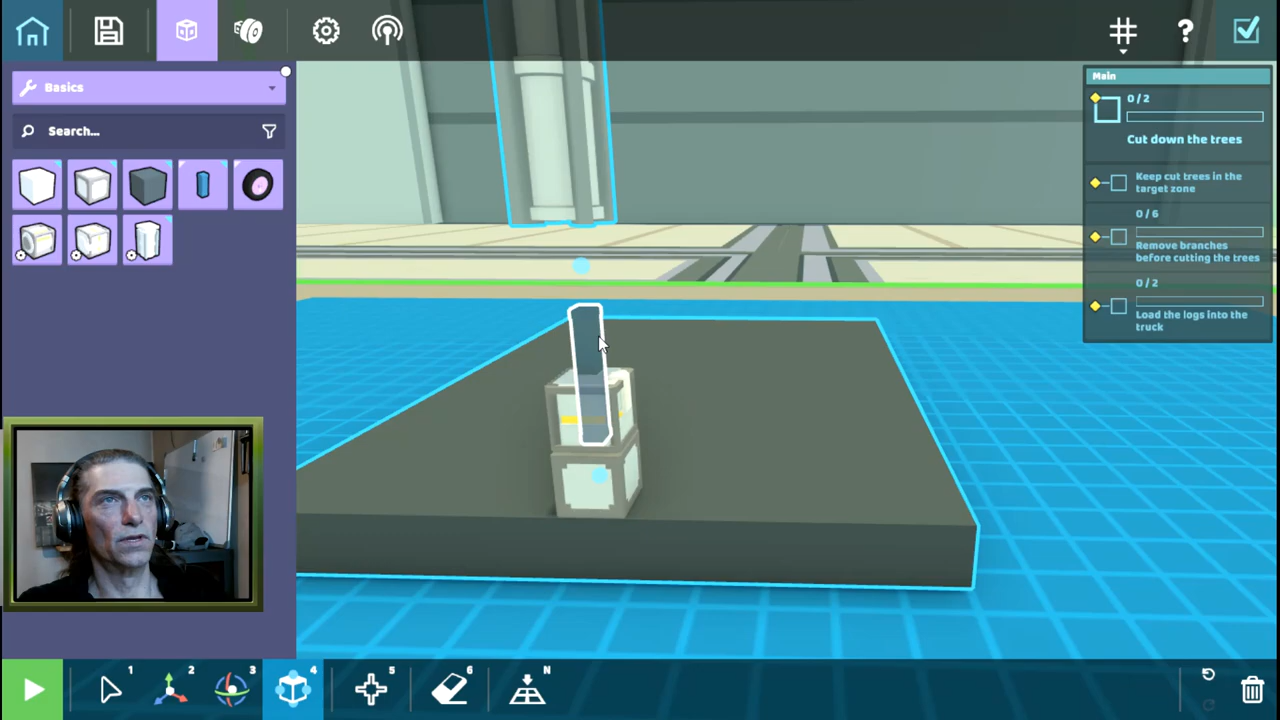 Basics
Search...
Main
0 / 2
Cut down the trees
Keep cut trees in the
target zone
0 / 6
Remove branches
before cutting the trees
0 / 2
Load the logs into the
truck
?
1
2
3
4
5
6
N